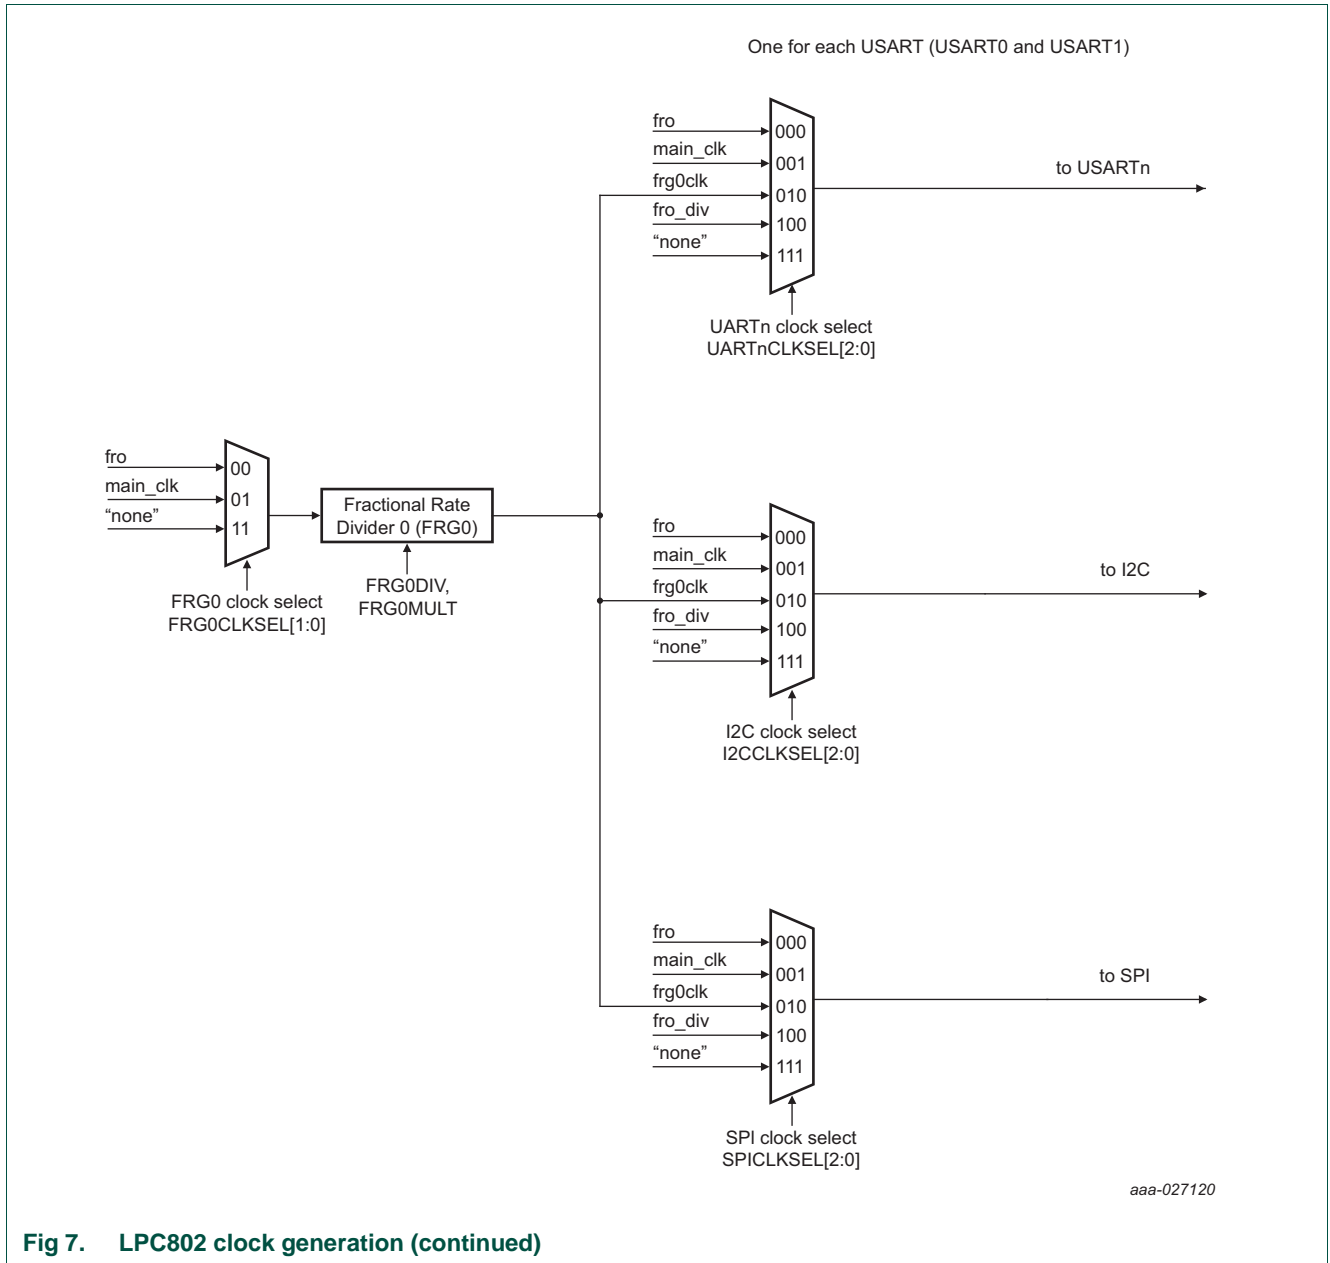 One for each USART (USART0 and USART1)
fro
000
main_clk
001
frg0clk
010
fro_div
100
“none”
111
to USARTn
UARTn clock select
UARTnCLKSEL[2:0]
fro
00
main_clk
01
“none”
11
FRG0 clock select
FRG0CLKSEL[1:0]
Fractional Rate
Divider 0 (FRG0)
FRG0DIV,
FRG0MULT
fro
000
main_clk
001
frg0clk
010
fro_div
100
“none”
111
to I2C
I2C clock select
I2CCLKSEL[2:0]
fro
000
main_clk
001
frg0clk
010
fro_div
100
“none”
111
to SPI
SPI clock select
SPICLKSEL[2:0]
aaa-027120
Fig 7. LPC802 clock generation (continued)